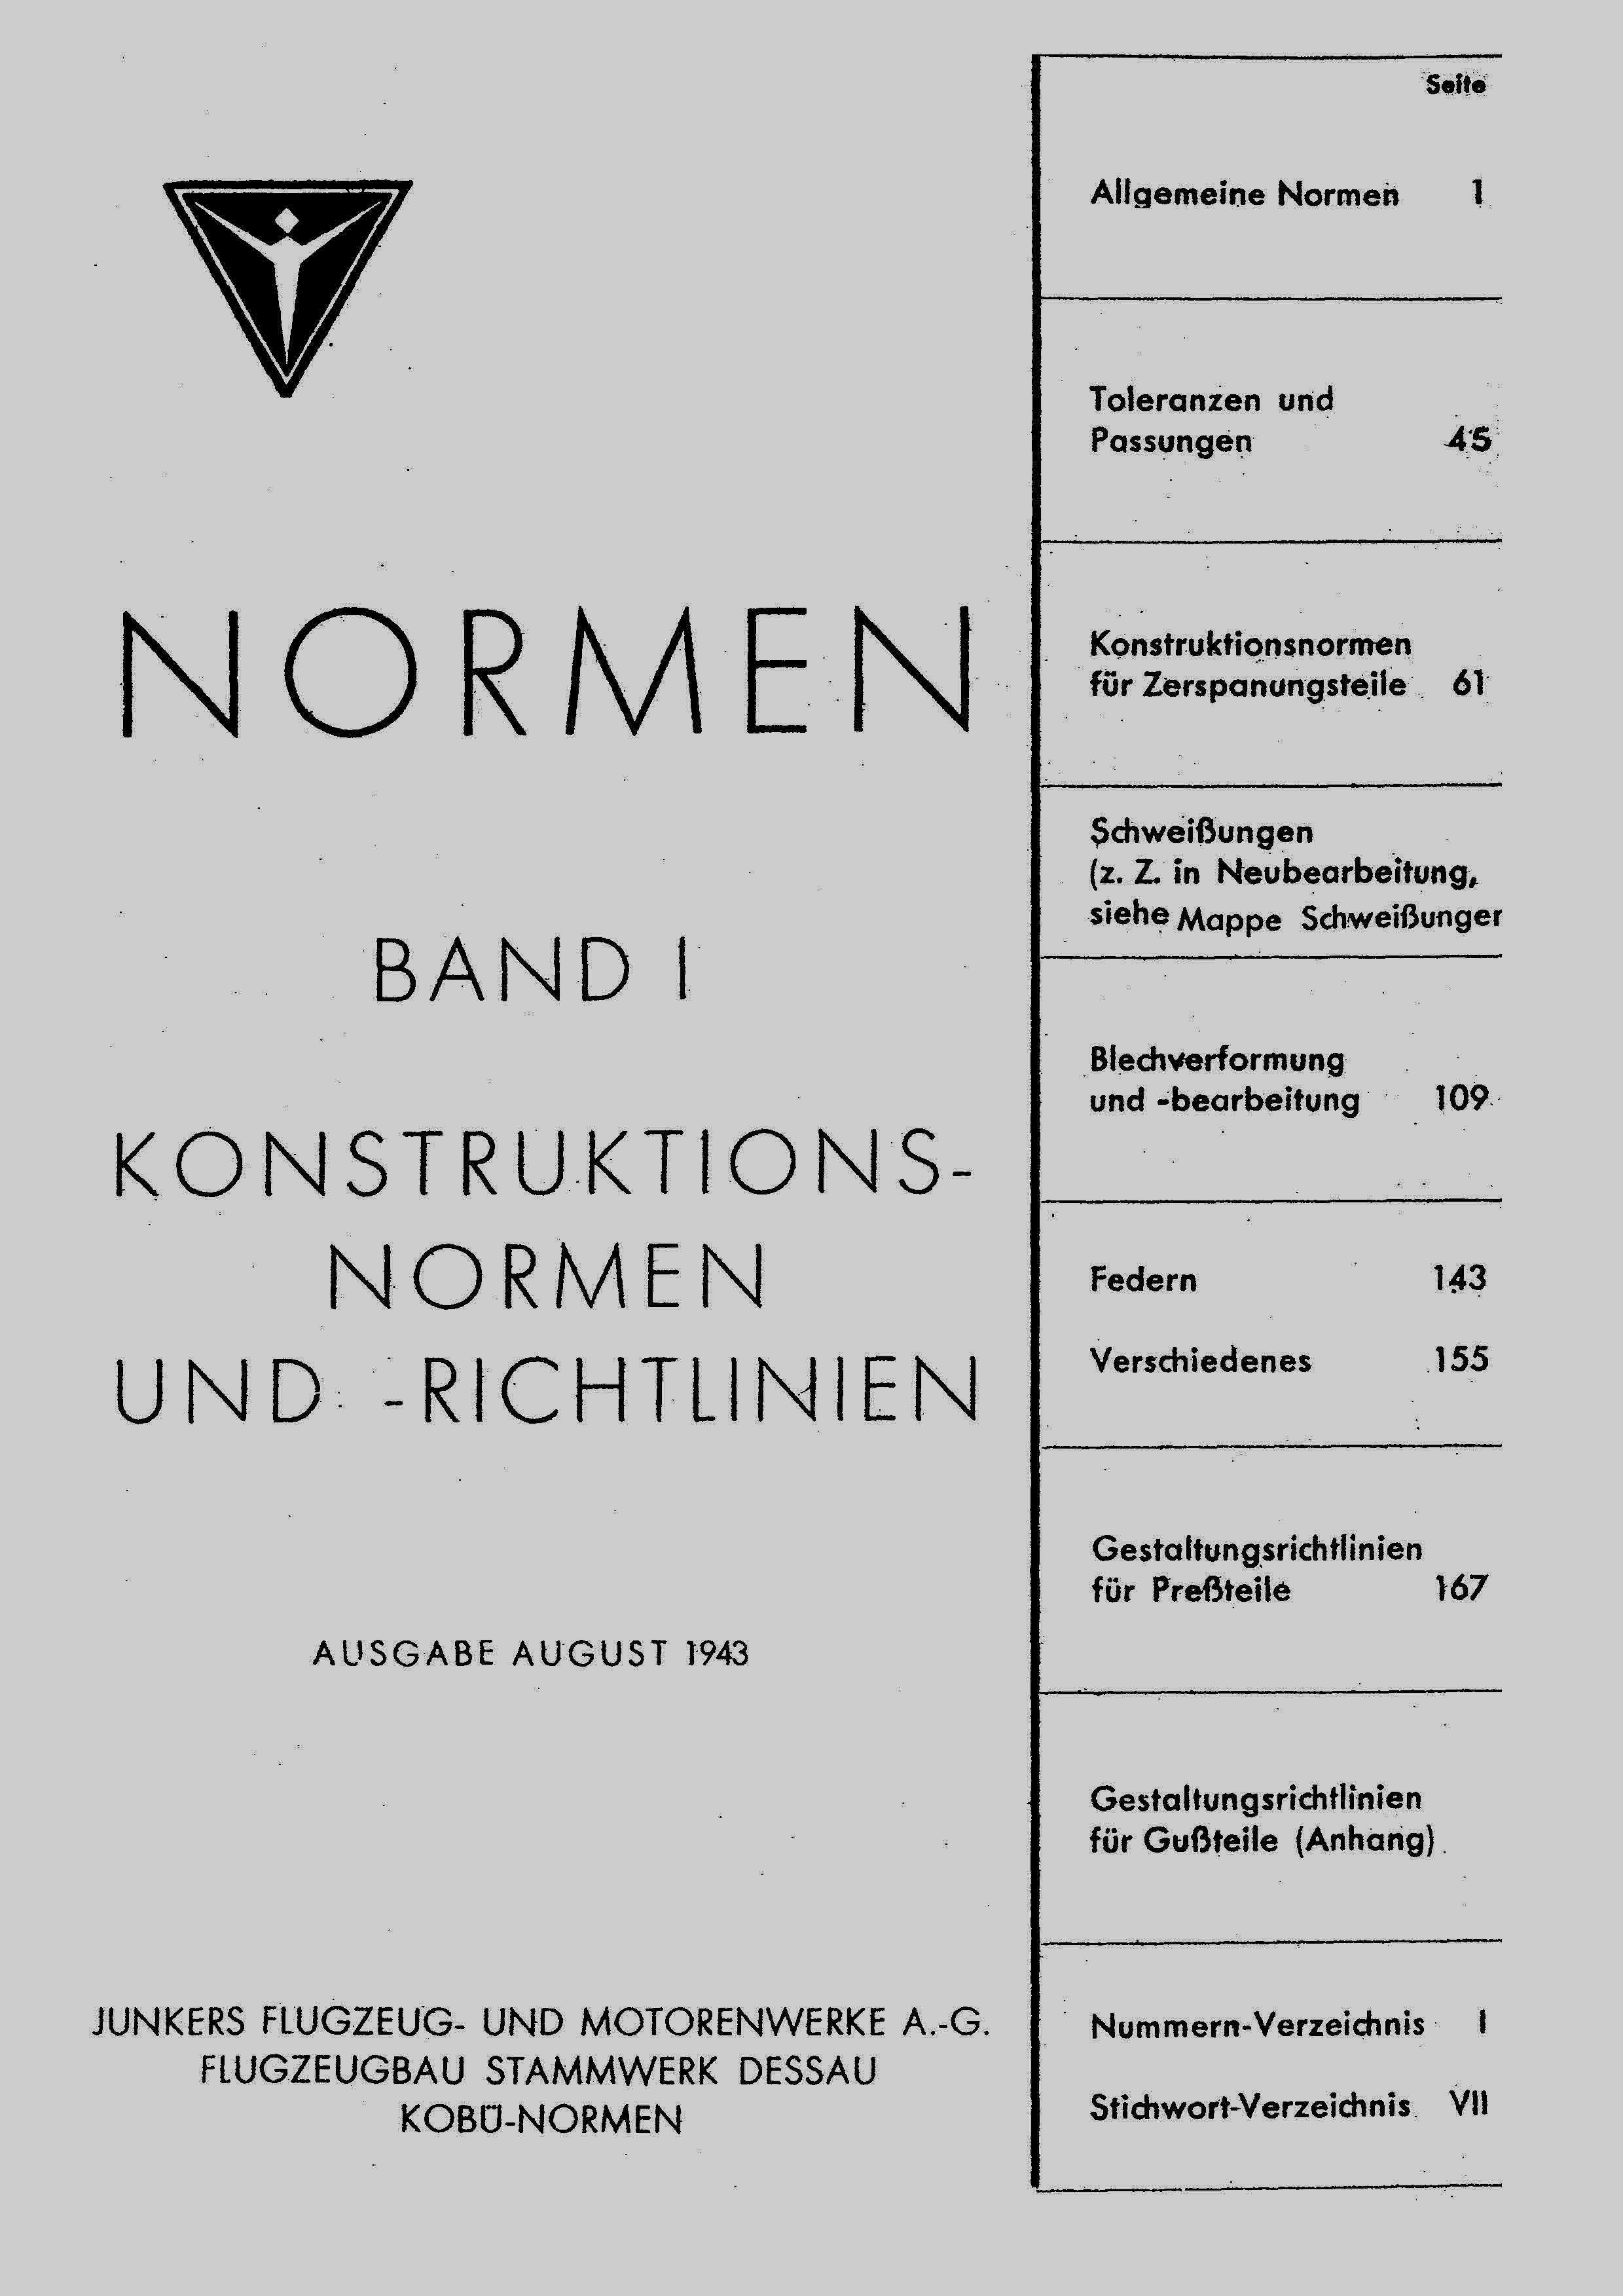 NORMEN
BAND I
KONSTRUKTIONS-
NORMEN
UND -RICHTLINIEN
AUSGABE AUGUST 1943
JUNKERS FLUGZEUG- UND MOTORENWERKE A.-G.
FLUGZEUGBAU STAMMWERK DESSAU
KOBÜ-NORMEN
Seite
Allgemeine Normen 1
Toleranzen und
Passungen 45
Konstruktionsnormen
für Zerspanungsteile 61
Schweißungen
(z. Z. in Neubearbeitung,
siehe Mappe Schweißunger
Blechverformung
und -bearbeitung 109
Federn 143
Verschiedenes 155
Gestaltungsrichtlinien
für Preßteile 167
Gestaltungsrichtlinien
für Gußteile (Anhang)
Nummern-Verzeichnis I
Stichwort-Verzeichnis VII